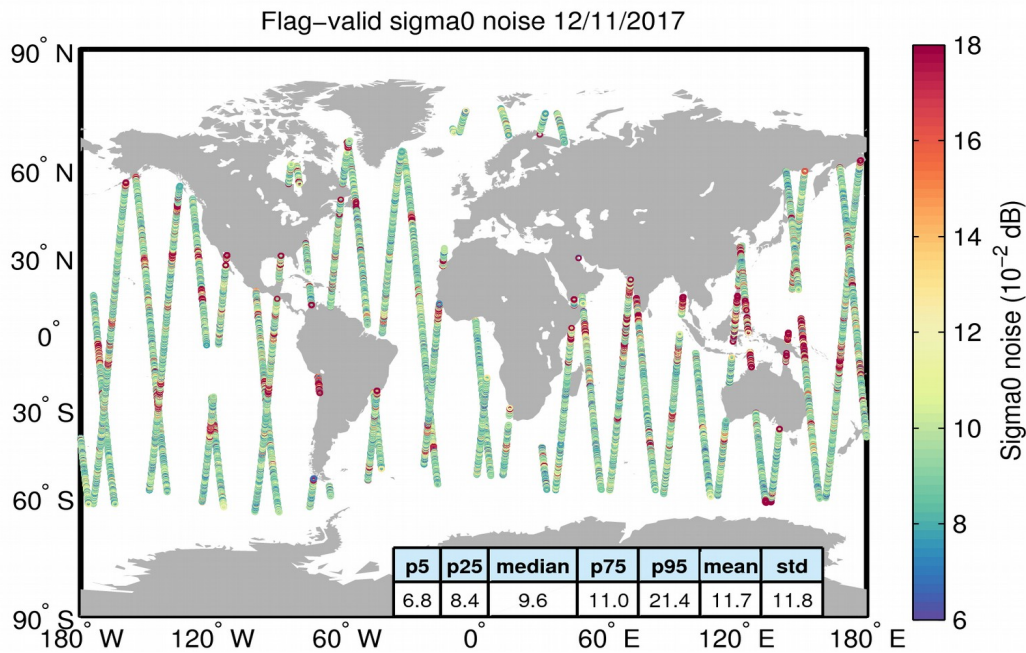 Flag−valid sigma0 noise 12/11/2017
90° N
60° N
30° N
0°
30° S
60° S
90° S
180° W
120° W
60° W
0°
60° E
120° E
180° E
p5 p25 median p75 p95 mean std
6.8 8.4 9.6 11.0 21.4 11.7 11.8
18
16
14
12
10
8
6
Sigma0 noise (10−2 dB)